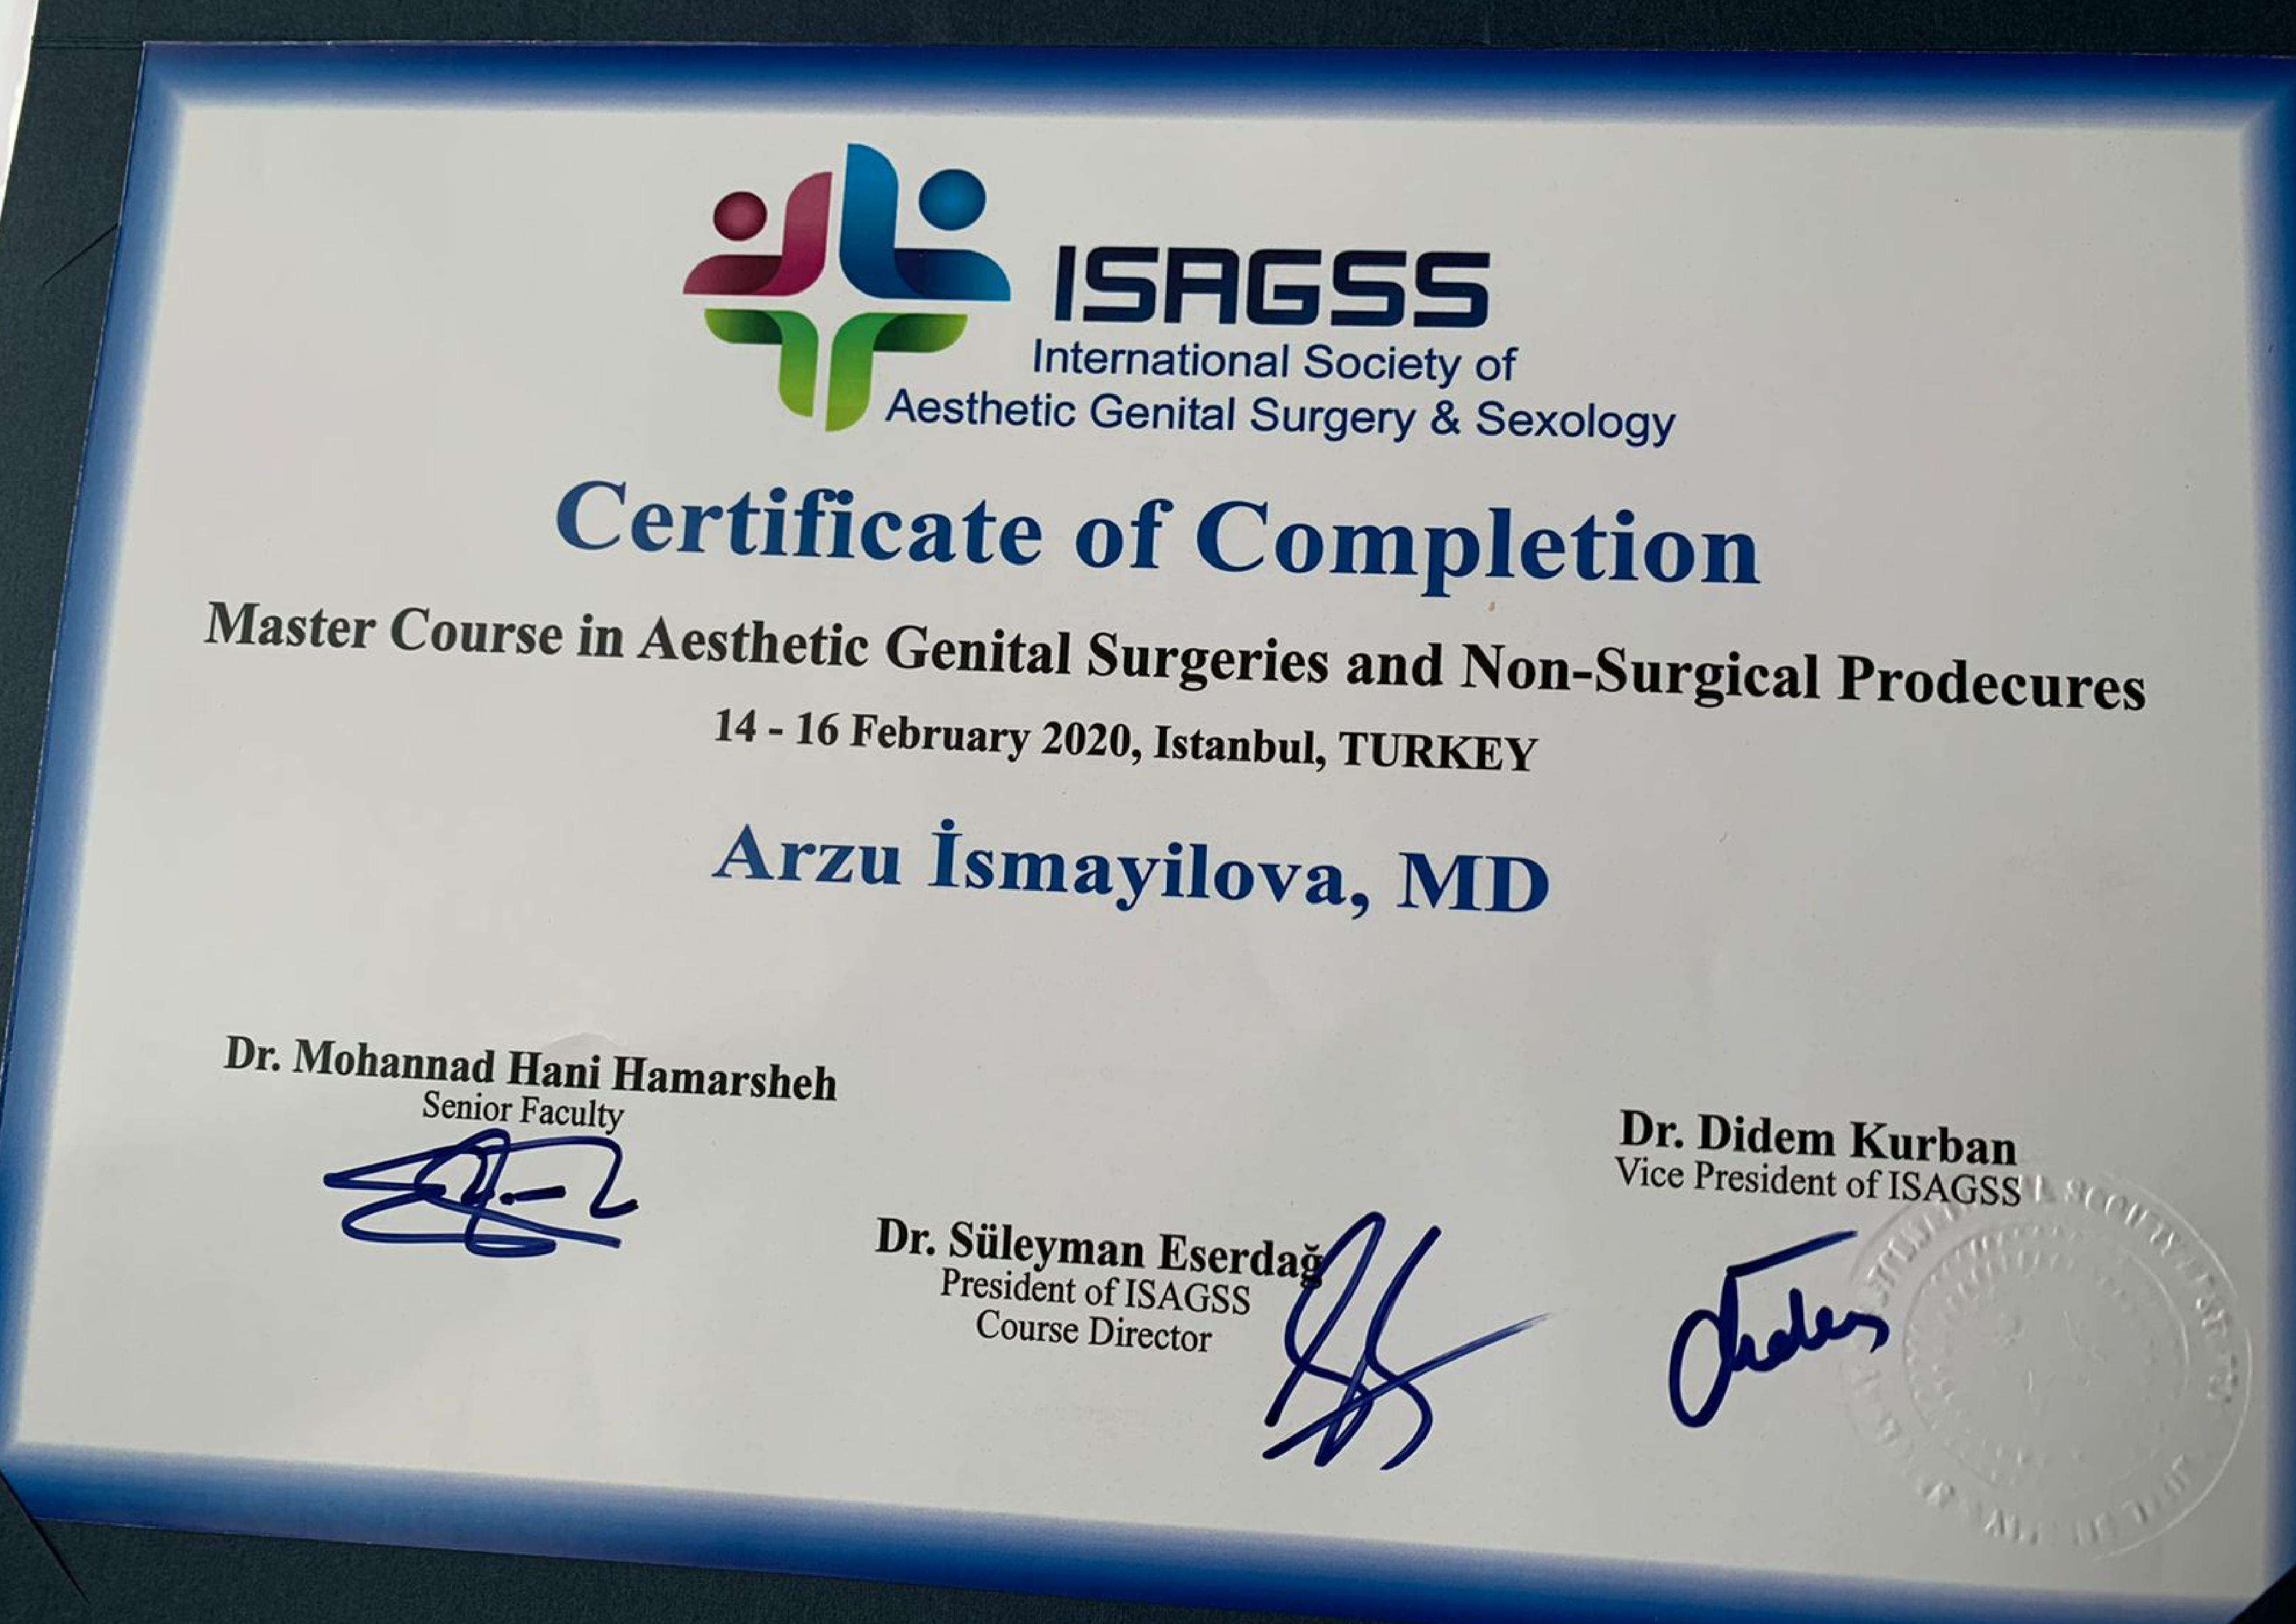 ISAGSS
International Society of
Aesthetic Genital Surgery & Sexology
Certificate of Completion
Master Course in Aesthetic Genital Surgeries and Non-Surgical Prodecures
14 - 16 February 2020, Istanbul, TURKEY
Arzu İsmayilova, MD
Dr. Mohannad Hani Hamarsheh
Senior Faculty
Dr. Süleyman Eserdağ
President of ISAGSS
Course Director
Dr. Didem Kurban
Vice President of ISAGSS